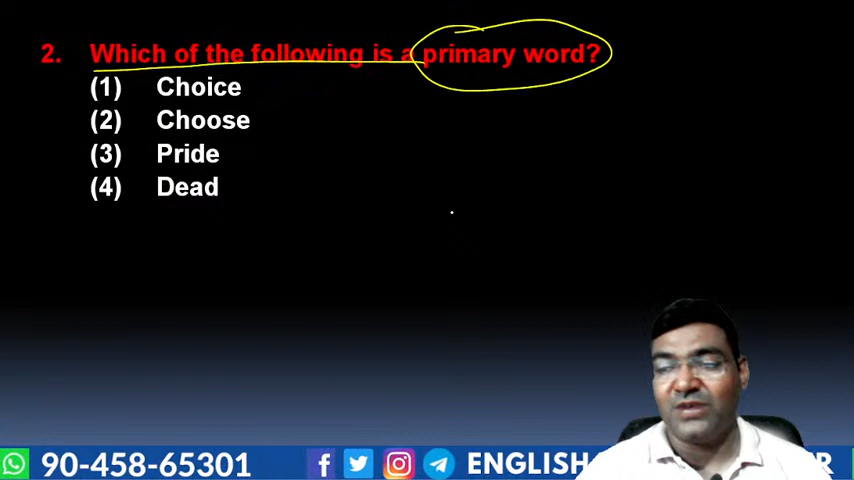 2. Which of the following is a primary word?
(1) Choice
(2) Choose
(3) Pride
(4) Dead
90-458-65301 ENGLISH